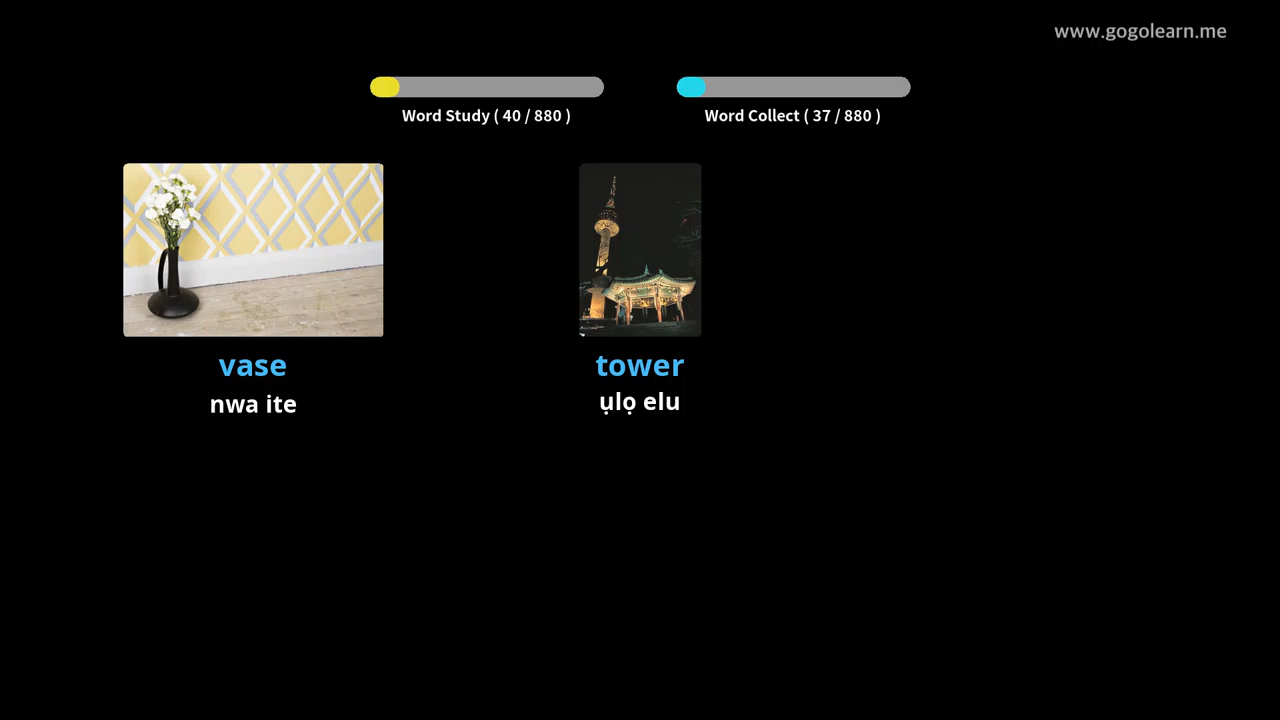 www.gogolearn.me
Word Study ( 40 / 880 )
Word Collect ( 37 / 880 )
vase
nwa ite
tower
ụlọ elu